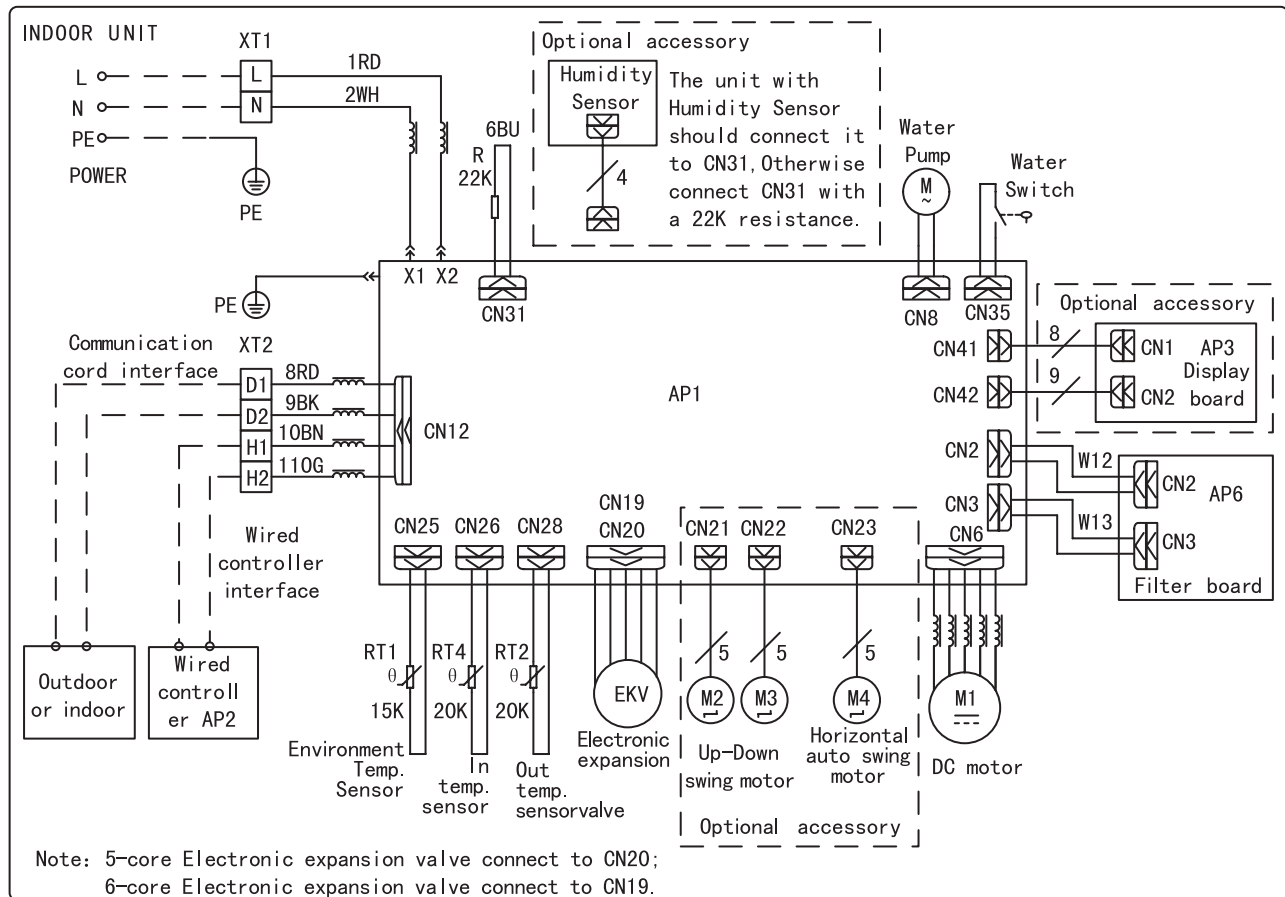 INDOOR UNIT
XT1
L
L
1RD
N
N
2WH
PE
POWER
PE
Optional accessory
Humidity
Sensor
4
The unit with
Humidity Sensor
should connect it
to CN31,Otherwise
connect CN31 with
a 22K resistance.
6BU
R
22K
Water
Pump
M
~
Water
Switch
X1
X2
CN31
CN8
CN35
PE
Communication
cord interface
XT2
D1
8RD
D2
9BK
H1
10BN
H2
11OG
CN12
AP1
Optional accessory
CN41
8
CN1
AP3
Display
board
CN42
9
CN2
CN2
W12
CN2
AP6
CN3
W13
CN3
Filter board
Wired
controller
interface
Outdoor
or indoor
Wired
controll
er AP2
CN25
CN26
CN28
CN19
CN20
CN21
CN22
CN23
CN6
RT1
θ
15K
RT4
θ
20K
RT2
θ
20K
EKV
5
5
5
M2
M3
M4
M1
Environment
Temp.
Sensor
In
temp.
sensor
Out
temp.
sensorvalve
Electronic
expansion
Up-Down
swing motor
Horizontal
auto swing
motor
DC motor
Optional accessory
Note: 5-core Electronic expansion valve connect to CN20;
6-core Electronic expansion valve connect to CN19.